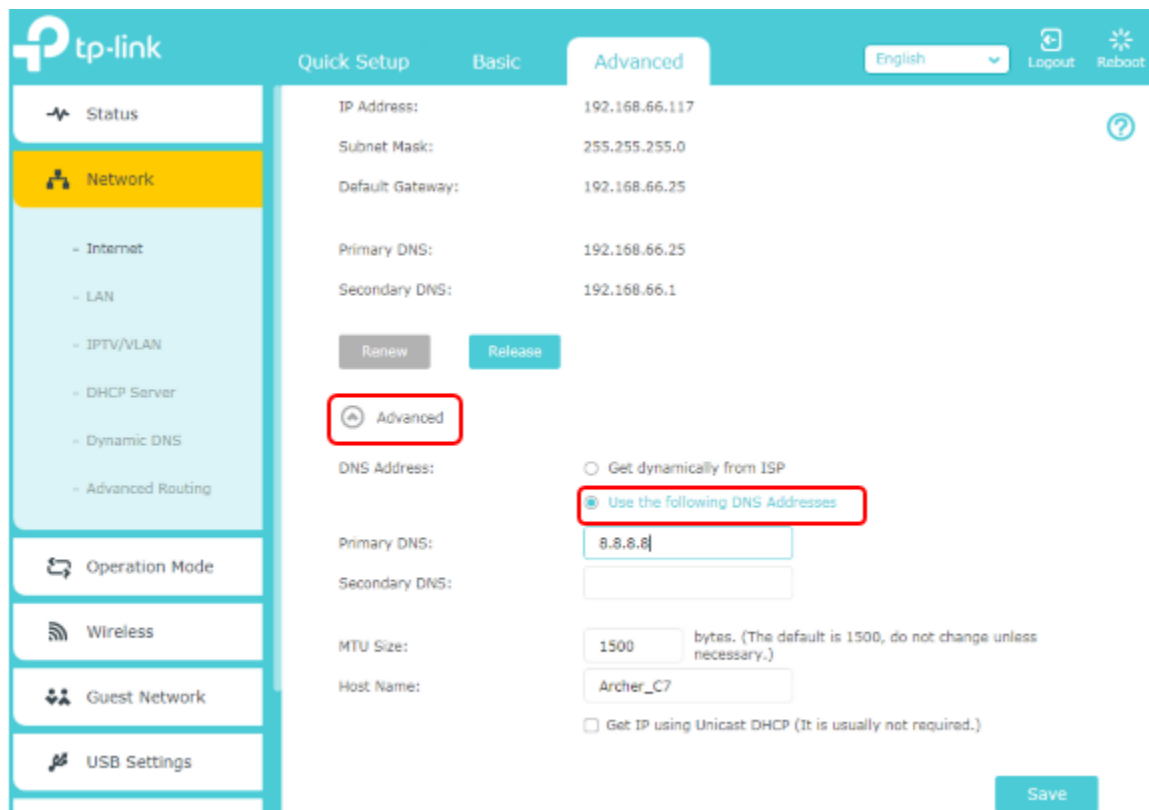 tp-link
Quick Setup Basic Advanced English Logout Reboot
Status
Network
- Internet
- LAN
- IPTV/VLAN
- DHCP Server
- Dynamic DNS
- Advanced Routing
Operation Mode
Wireless
Guest Network
USB Settings
IP Address: 192.168.66.117
Subnet Mask: 255.255.255.0
Default Gateway: 192.168.66.25
Primary DNS: 192.168.66.25
Secondary DNS: 192.168.66.1
Renew Release
Advanced
DNS Address: Get dynamically from ISP
Use the following DNS Addresses
Primary DNS: 8.8.8.8
Secondary DNS:
MTU Size: 1500 bytes. (The default is 1500, do not change unless
necessary.)
Host Name: Archer_C7
Get IP using Unicast DHCP (It is usually not required.)
Save